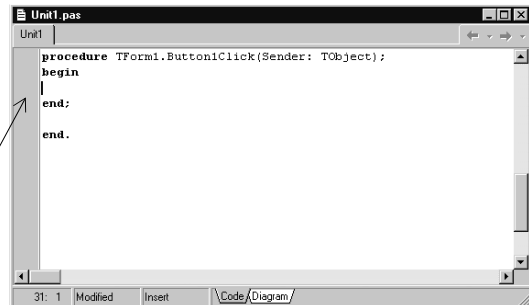 Unit1.pas
Unit1
procedure TForm1.Button1Click(Sender: TObject);
begin
end;
end.
31: 1 Modified Insert Code Diagram